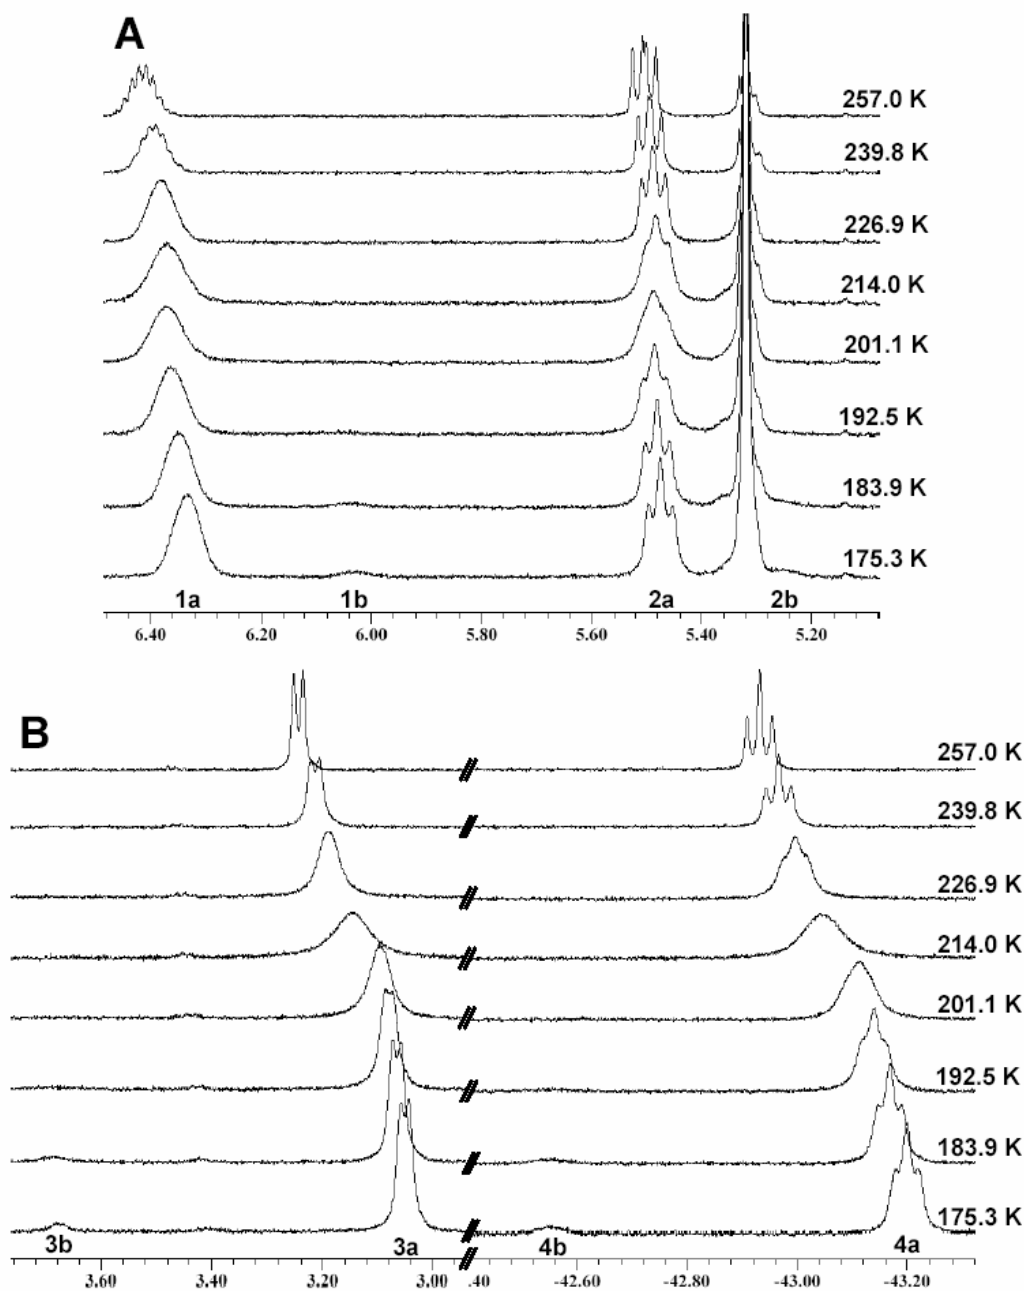 A
257.0 K
239.8 K
226.9 K
214.0 K
201.1 K
192.5 K
183.9 K
175.3 K
1a 1b 2a 2b
6.40 6.20 6.00 5.80 5.60 5.40 5.20
B
257.0 K
239.8 K
226.9 K
214.0 K
201.1 K
192.5 K
183.9 K
175.3 K
3b 3a 4b 4a
3.60 3.40 3.20 3.00 .40 -42.60 -42.80 -43.00 -43.20